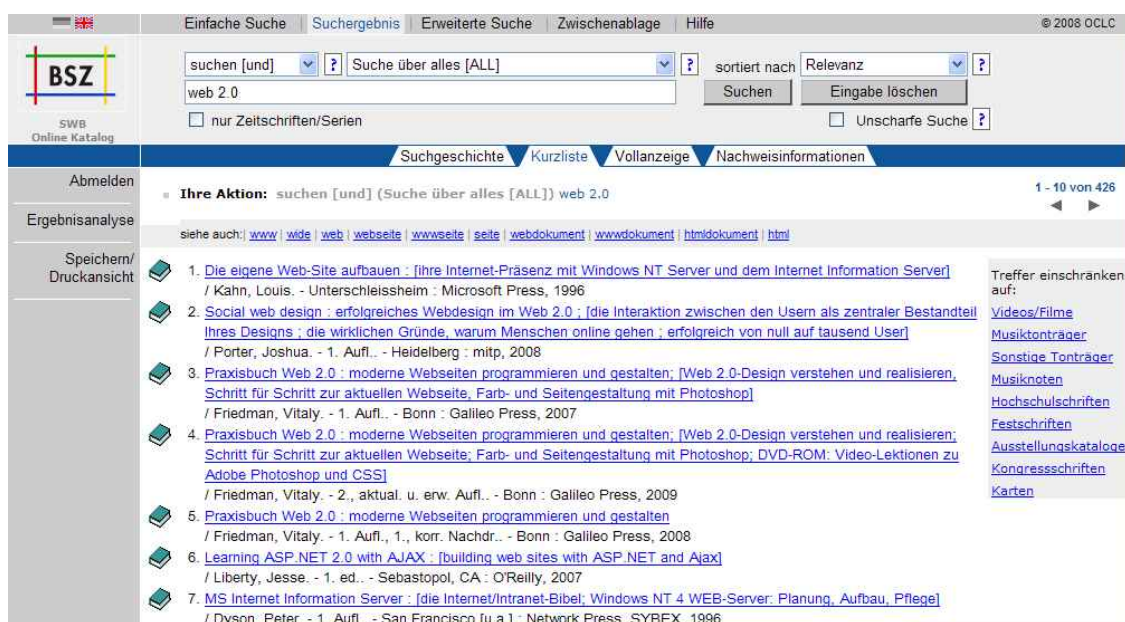 Einfache Suche | Suchergebnis | Erweiterte Suche | Zwischenablage | Hilfe
© 2008 OCLC
BSZ
SWB
Online Katalog
suchen [und] ? Suche über alles [ALL] ? sortiert nach Relevanz ?
web 2.0 Suchen Eingabe löschen
nur Zeitschriften/Serien Unscharfe Suche ?
Suchgeschichte Kurzliste Vollanzeige Nachweisinformationen
Abmelden
Ergebnisanalyse
Speichern/
Druckansicht
Ihre Aktion: suchen [und] (Suche über alles [ALL]) web 2.0
1 - 10 von 426
siehe auch:| www | wide | web | webseite | wwwseite | seite | webdokument | wwwdokument | htmldokument | html
1. Die eigene Web-Site aufbauen : [ihre Internet-Präsenz mit Windows NT Server und dem Internet Information Server]
/ Kahn, Louis. - Unterschleissheim : Microsoft Press, 1996
2. Social web design : erfolgreiches Webdesign im Web 2.0 ; [die Interaktion zwischen den Usern als zentraler Bestandteil
Ihres Designs ; die wirklichen Gründe, warum Menschen online gehen ; erfolgreich von null auf tausend User]
/ Porter, Joshua. - 1. Aufl.. - Heidelberg : mitp, 2008
3. Praxisbuch Web 2.0 : moderne Webseiten programmieren und gestalten; [Web 2.0-Design verstehen und realisieren,
Schritt für Schritt zur aktuellen Webseite, Farb- und Seitengestaltung mit Photoshop]
/ Friedman, Vitaly. - 1. Aufl.. - Bonn : Galileo Press, 2007
4. Praxisbuch Web 2.0 : moderne Webseiten programmieren und gestalten; [Web 2.0-Design verstehen und realisieren;
Schritt für Schritt zur aktuellen Webseite; Farb- und Seitengestaltung mit Photoshop; DVD-ROM: Video-Lektionen zu
Adobe Photoshop und CSS]
/ Friedman, Vitaly. - 2., aktual. u. erw. Aufl.. - Bonn : Galileo Press, 2009
5. Praxisbuch Web 2.0 : moderne Webseiten programmieren und gestalten
/ Friedman, Vitaly. - 1. Aufl., 1., korr. Nachdr.. - Bonn : Galileo Press, 2008
6. Learning ASP.NET 2.0 with AJAX : [building web sites with ASP.NET and Ajax]
/ Liberty, Jesse. - 1. ed.. - Sebastopol, CA : O'Reilly, 2007
7. MS Internet Information Server : [die Internet/Intranet-Bibel; Windows NT 4 WEB-Server: Planung, Aufbau, Pflege]
/ Dyson, Peter. - 1. Aufl.. - San Francisco [u.a.] : Network Press, SYBEX, 1996
Treffer einschränken
auf:
Videos/Filme
Musiktonträger
Sonstige Tonträger
Musiknoten
Hochschulschriften
Festschriften
Ausstellungskataloge
Kongressschriften
Karten